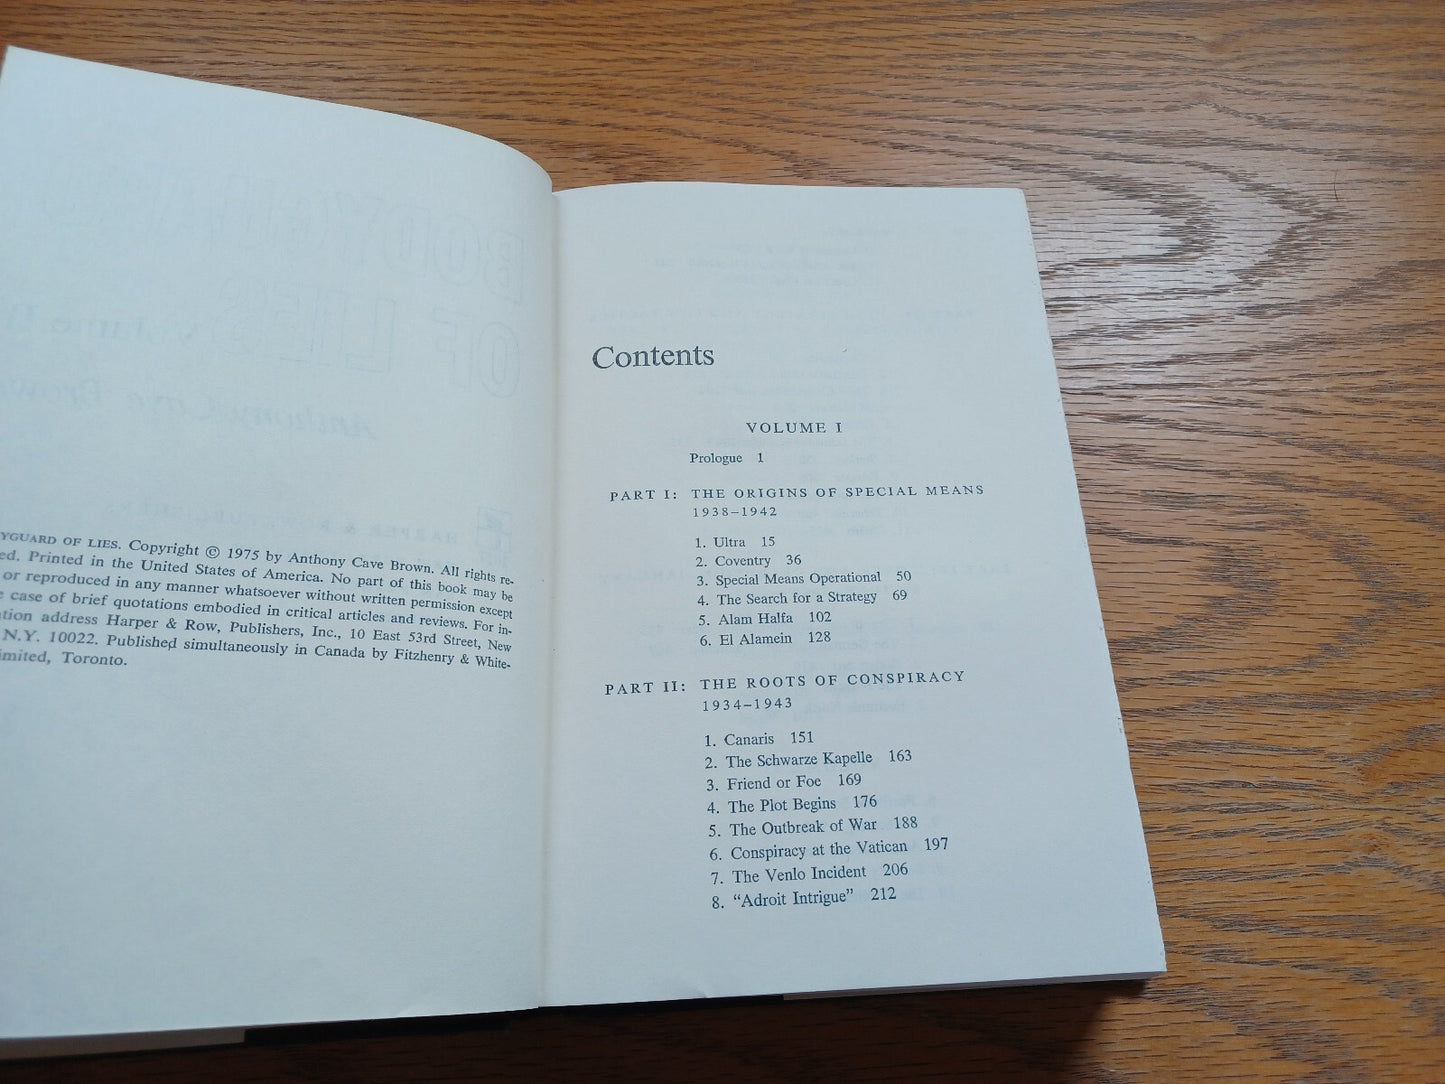 YGUARD OF LIES. Copyright © 1975 by Anthony Cave Brown. All rights re-
ed. Printed in the United States of America. No part of this book may be
or reproduced in any manner whatsoever without written permission except
case of brief quotations embodied in critical articles and reviews. For in-
ation address Harper & Row, Publishers, Inc., 10 East 53rd Street, New
N.Y. 10022. Published simultaneously in Canada by Fitzhenry & White-
imited, Toronto.
Contents
VOLUME I
Prologue 1
PART I: THE ORIGINS OF SPECIAL MEANS
1938–1942
1. Ultra 15
2. Coventry 36
3. Special Means Operational 50
4. The Search for a Strategy 69
5. Alam Halfa 102
6. El Alamein 128
PART II: THE ROOTS OF CONSPIRACY
1934–1943
1. Canaris 151
2. The Schwarze Kapelle 163
3. Friend or Foe 169
4. The Plot Begins 176
5. The Outbreak of War 188
6. Conspiracy at the Vatican 197
7. The Venlo Incident 206
8. “Adroit Intrigue” 212